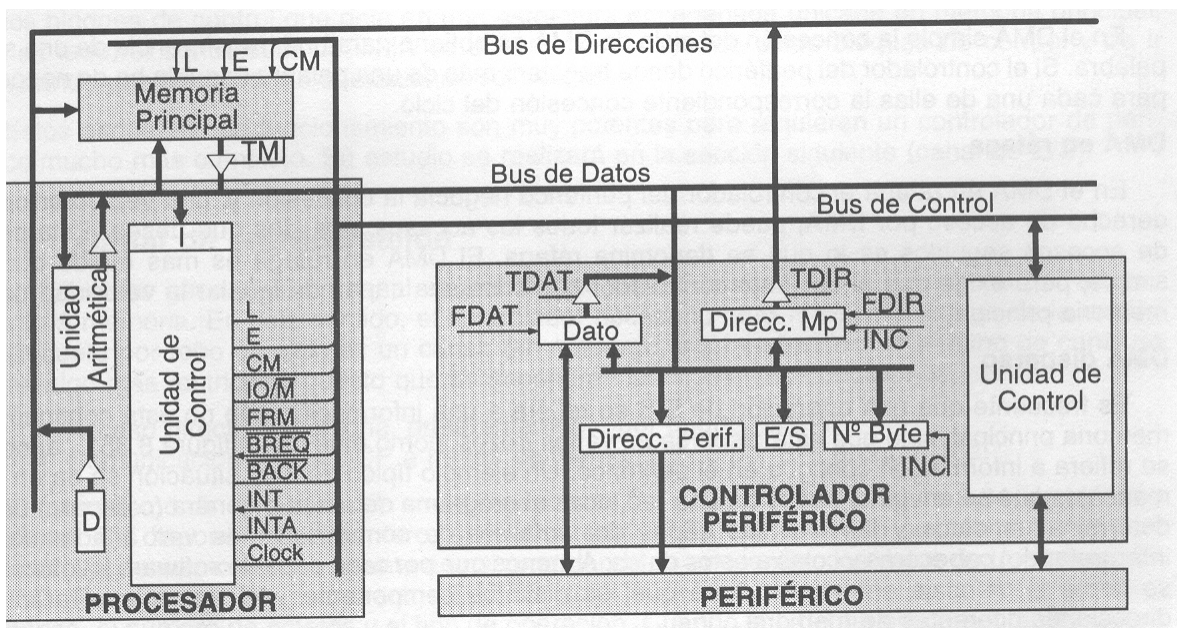 Bus de Direcciones
L E CM
Memoria
Principal
TM
Bus de Datos
Bus de Control
Unidad
Aritmética
Unidad de
Control
L
E
CM
IO/M
FRM
BREQ
BACK
INT
INTA
Clock
D
PROCESADOR
TDAT
FDAT
Dato
TDIR
FDIR
Direcc. Mp
INC
Unidad de
Control
Direcc. Perif.
E/S
Nº Byte
INC
CONTROLADOR
PERIFÉRICO
PERIFÉRICO